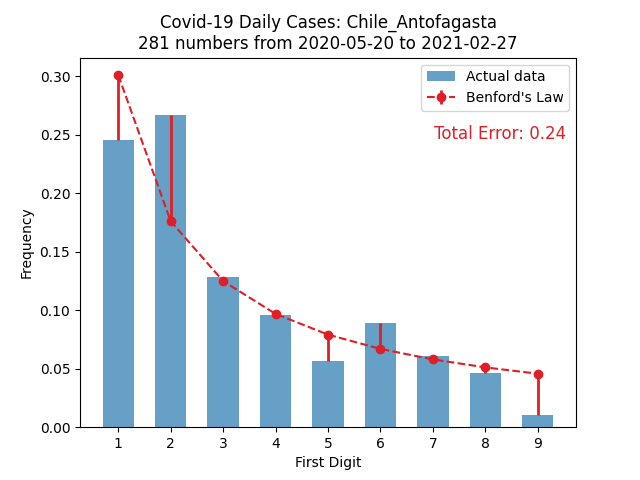 Covid-19 Daily Cases: Chile_Antofagasta
281 numbers from 2020-05-20 to 2021-02-27
Actual data
Benford's Law
Total Error: 0.24
Frequency
0.30
0.25
0.20
0.15
0.10
0.05
0.00
1 2 3 4 5 6 7 8 9
First Digit